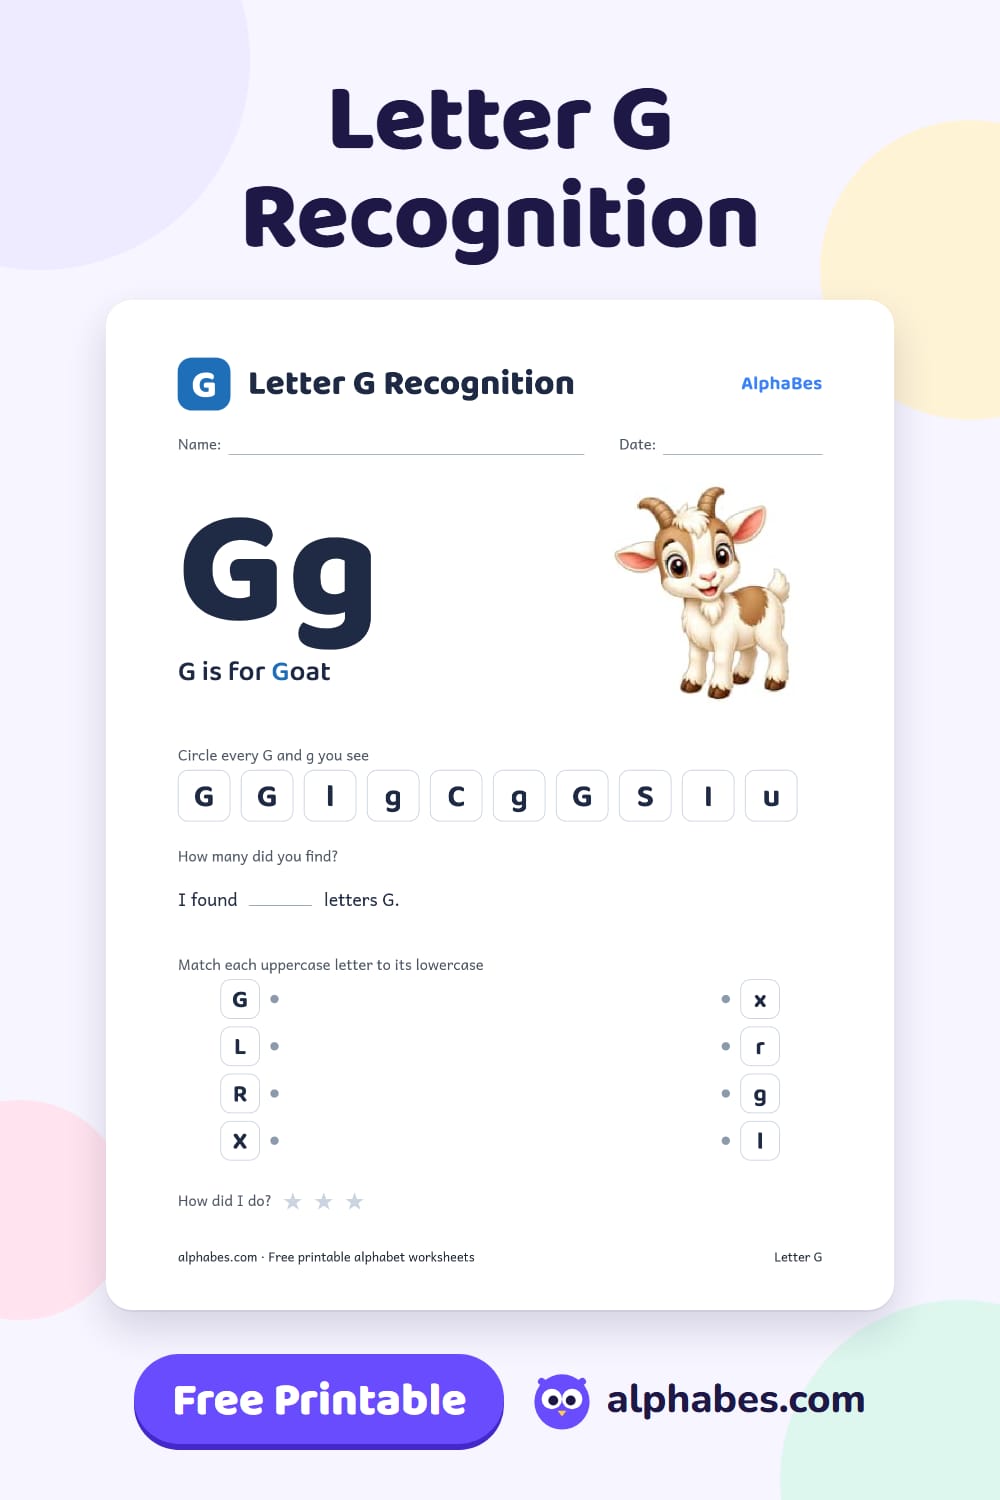 Letter G
Recognition
G Letter G Recognition AlphaBes
Name: Date:
Gg
G is for Goat
Circle every G and g you see
G G l g C g G S l u
How many did you find?
I found ____ letters G.
Match each uppercase letter to its lowercase
G x
L r
R g
X l
How did I do?
alphabes.com · Free printable alphabet worksheets Letter G
Free Printable alphabes.com